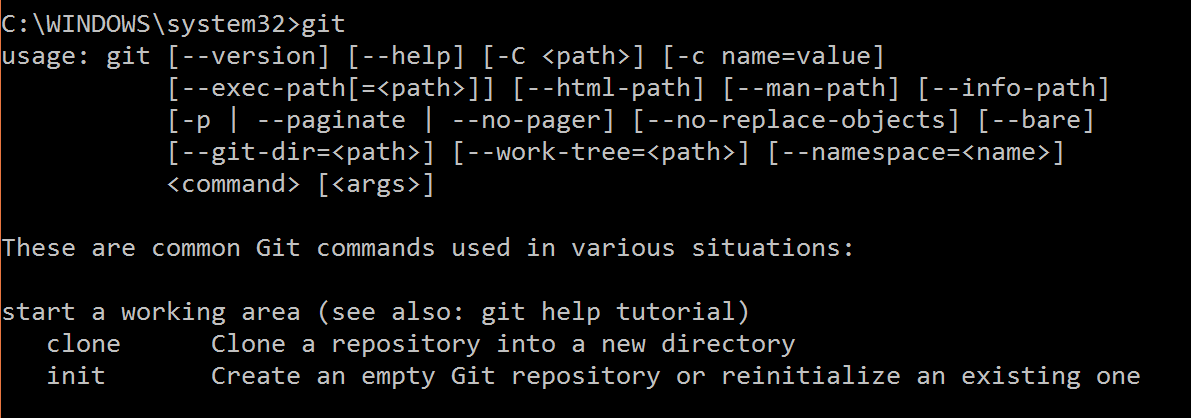 C:\WINDOWS\system32>git
usage: git [--version] [--help] [-C <path>] [-c name=value]
           [--exec-path[=<path>]] [--html-path] [--man-path] [--info-path]
           [-p | --paginate | --no-pager] [--no-replace-objects] [--bare]
           [--git-dir=<path>] [--work-tree=<path>] [--namespace=<name>]
           <command> [<args>]

These are common Git commands used in various situations:

start a working area (see also: git help tutorial)
   clone      Clone a repository into a new directory
   init       Create an empty Git repository or reinitialize an existing one